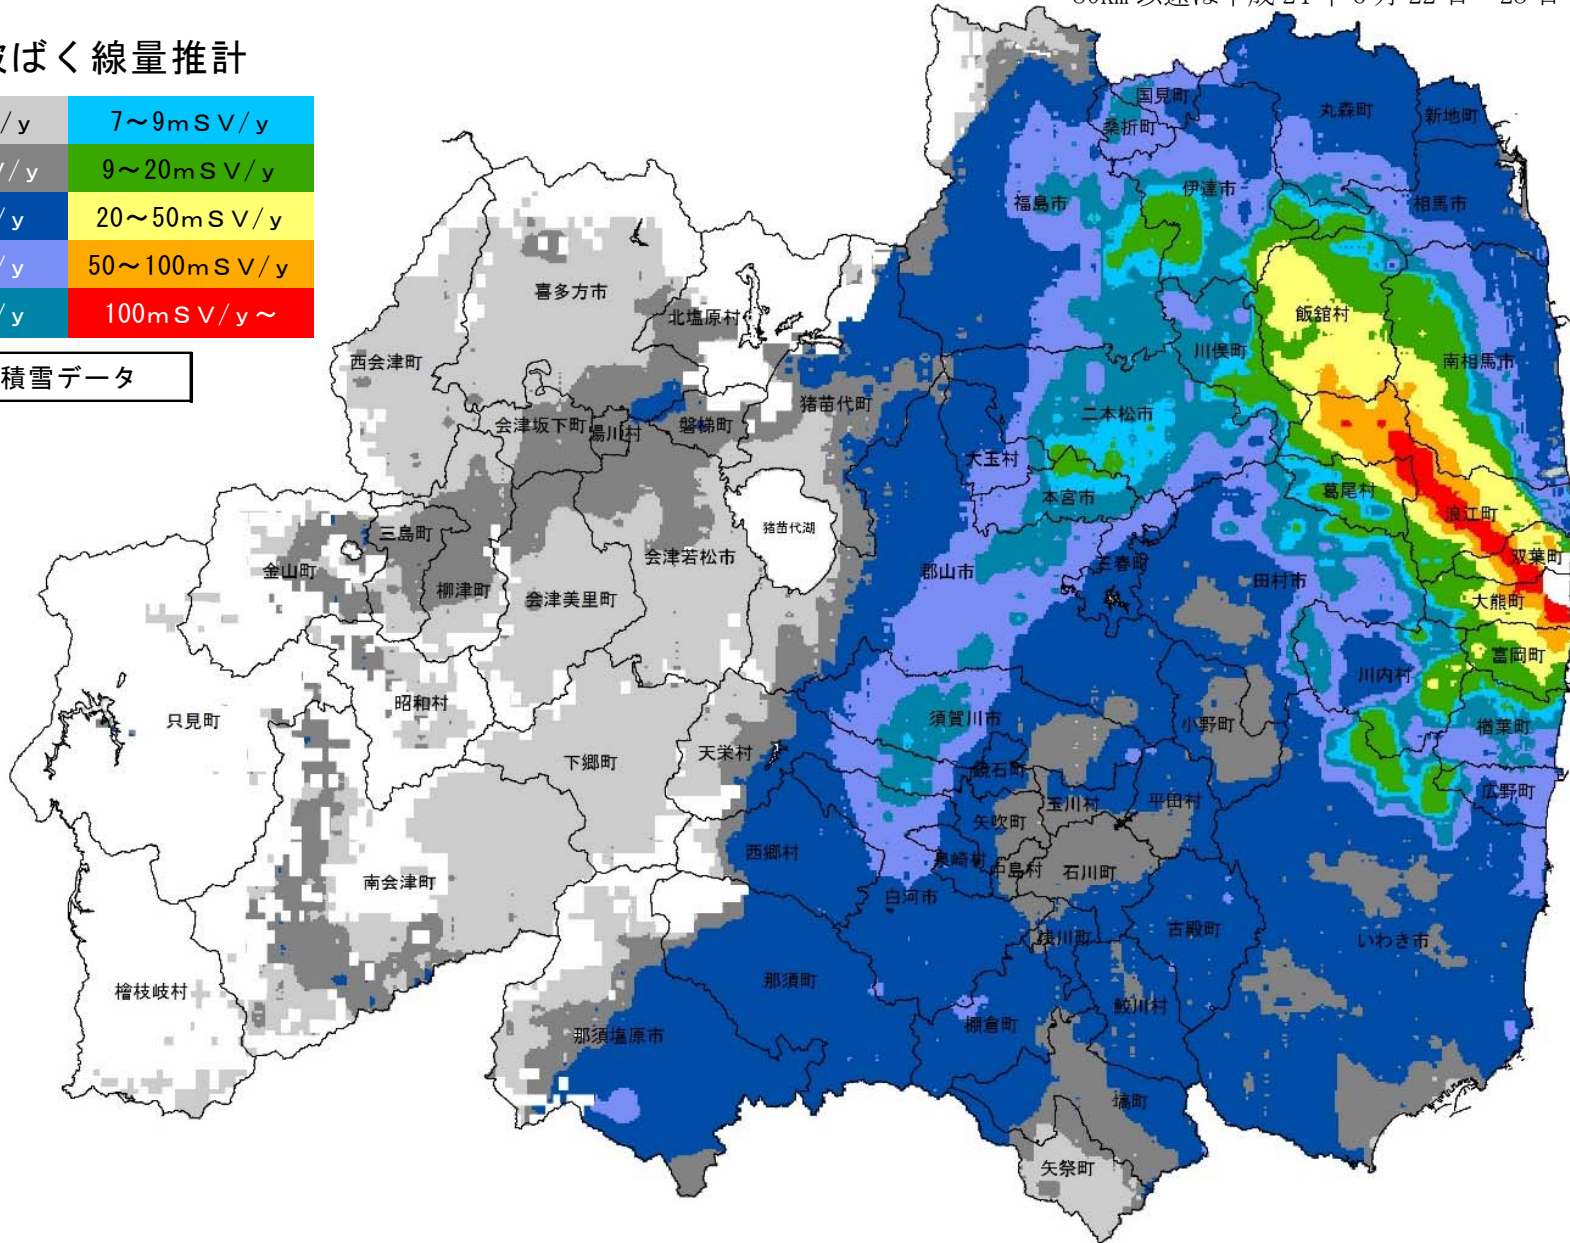 ばく線量推計
/y 7～9mSV/y
V/y 9～20mSV/y
/y 20～50mSV/y
/y 50～100mSV/y
/y 100mSV/y～
積雪データ
国見町
桑折町
丸森町
新地町
伊達市
福島市
相馬市
喜多方市
北塩原村
飯舘村
西会津町
川俣町
南相馬市
猪苗代町
二本松市
会津坂下町
湯川村
磐梯町
大玉村
本宮市
葛尾村
浪江町
三島町
猪苗代湖
会津若松市
双葉町
金山町
柳津町
会津美里町
郡山市
三春町
田村市
大熊町
富岡町
川内村
昭和村
只見町
須賀川市
小野町
楢葉町
下郷町
天栄村
鏡石町
玉川村
平田村
広野町
矢吹町
西郷村
泉崎村
中島村
石川町
南会津町
白河市
浅川町
古殿町
いわき市
那須町
檜枝岐村
鮫川村
棚倉町
那須塩原市
塙町
矢祭町